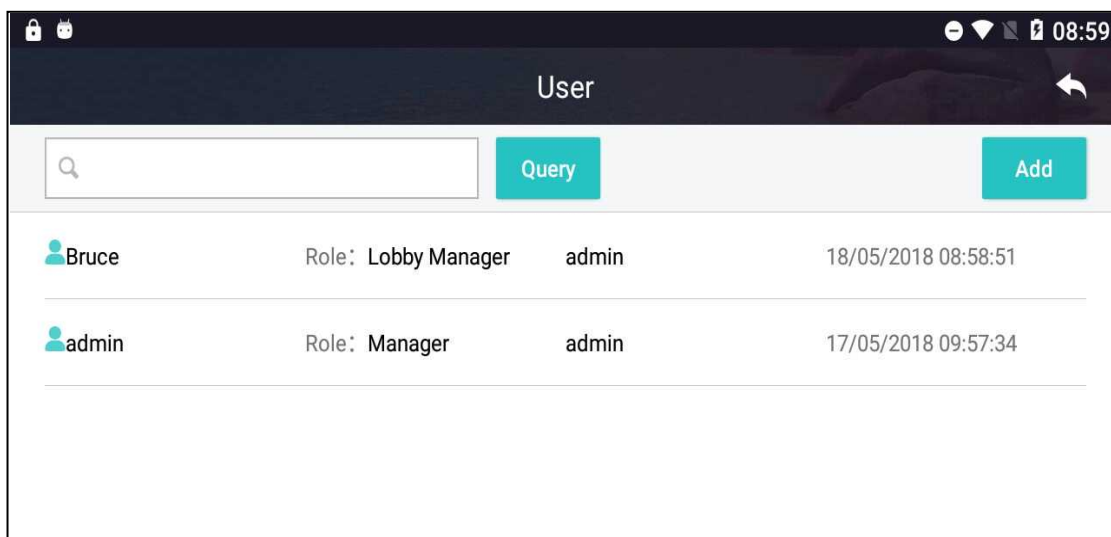 08:59
User
Query Add
Bruce Role: Lobby Manager admin 18/05/2018 08:58:51
admin Role: Manager admin 17/05/2018 09:57:34